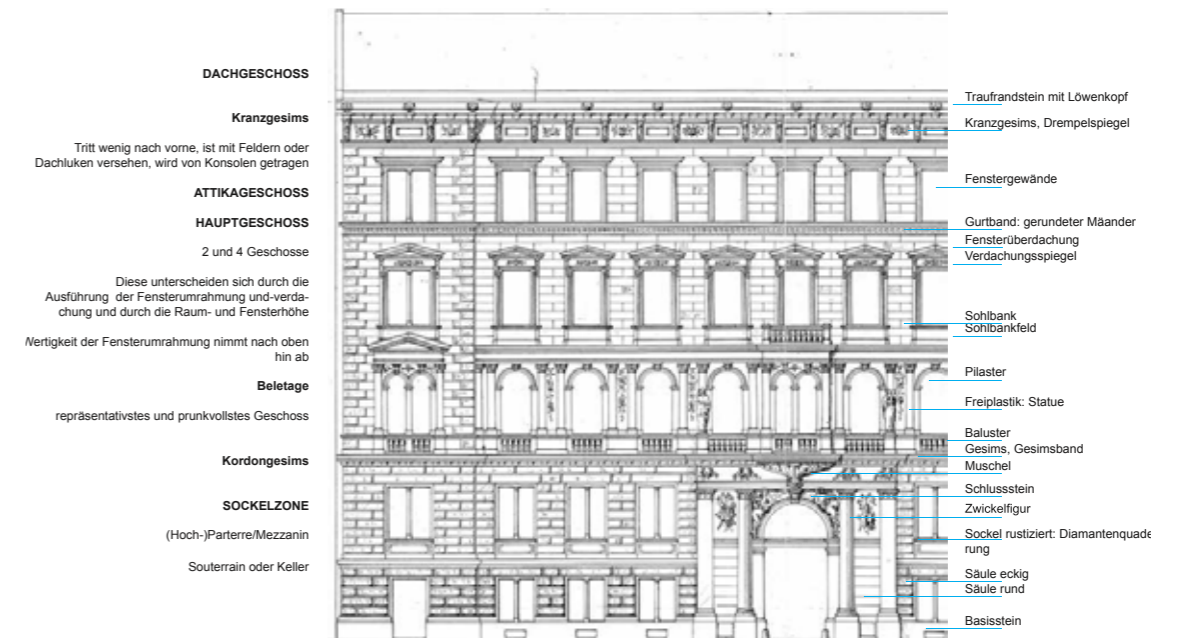 DACHGESCHOSS
Kranzgesims
Tritt wenig nach vorne, ist mit Feldern oder
Dachluken versehen, wird von Konsolen getragen
ATTIKAGESCHOSS
HAUPTGESCHOSS
2 und 4 Geschosse
Diese unterscheiden sich durch die
Ausführung der Fensterumrahmung und-verda-
chung und durch die Raum- und Fensterhöhe
Wertigkeit der Fensterumrahmung nimmt nach oben
hin ab
Beletage
repräsentativstes und prunkvollstes Geschoss
Kordongesims
SOCKELZONE
(Hoch-)Parterre/Mezzanin
Souterrain oder Keller
Traufrandstein mit Löwenkopf
Kranzgesims, Drempelspiegel
Fenstergewände
Gurtband: gerundeter Mäander
Fensterüberdachung
Verdachungsspiegel
Sohlbank
Sohlbankfeld
Pilaster
Freiplastik: Statue
Baluster
Gesims, Gesimsband
Muschel
Schlussstein
Zwickelfigur
Sockel rustiziert: Diamantenquade
rung
Säule eckig
Säule rund
Basisstein